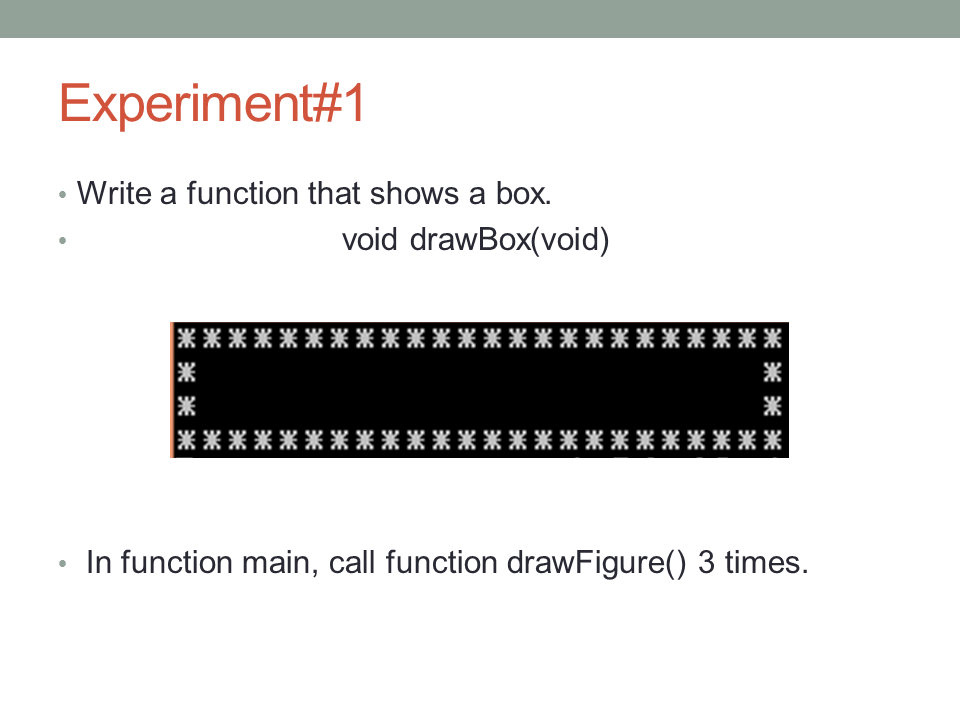 Experiment#1
• Write a function that shows a box.
• void drawBox(void)
************************
* *
* *
************************
• In function main, call function drawFigure() 3 times.